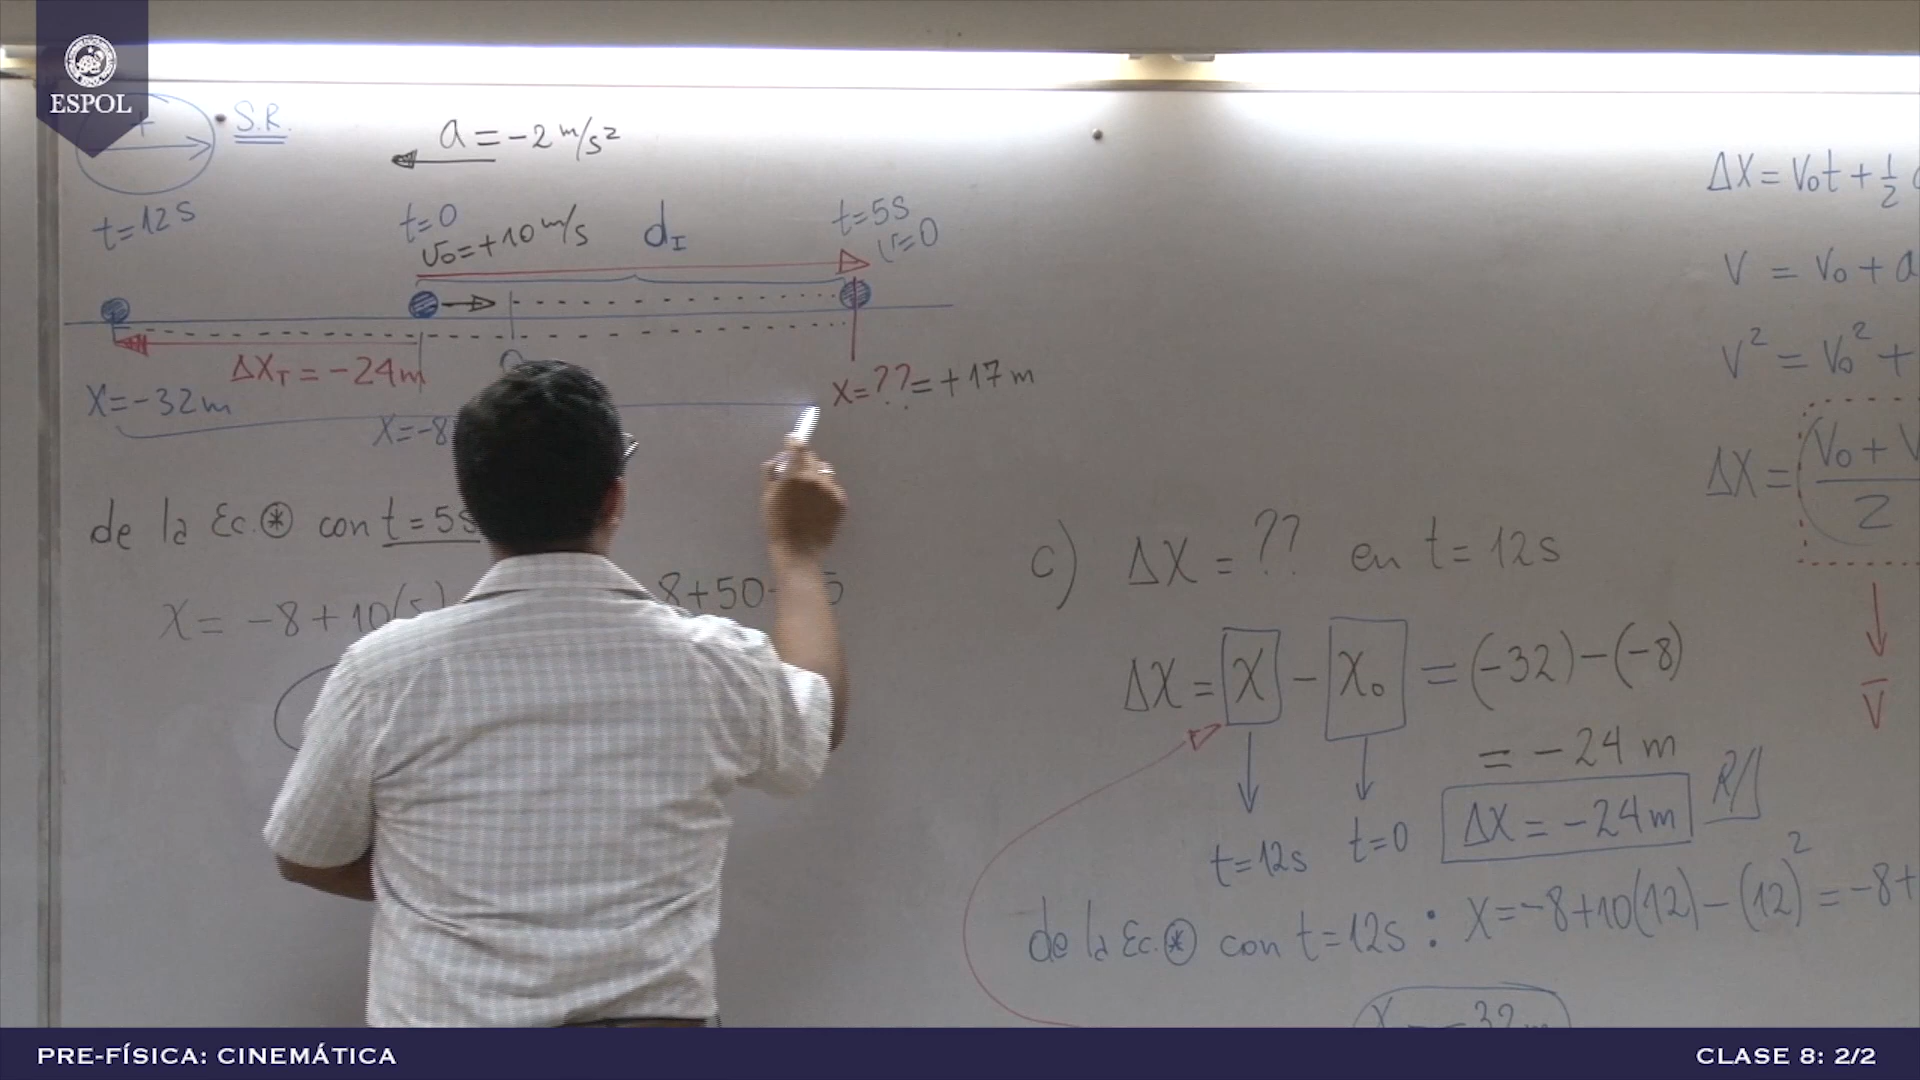 ESPOL
+
S.R.
a = -2 m/s²
t=12s
t=0
V₀=+10 m/s
d_I
t=5s
V=0
ΔX_T = -24m
X=-32m
X=-8
X=??=+17m
de la Ec.⊛ con t=5s
X= -8+10(5)
8+50-
5
ΔX=V₀t+½
V = V₀ + a
V² = V₀² +
ΔX= (V₀+V
2
V̄
c) ΔX=?? en t=12s
ΔX= X - X₀ = (-32)-(-8)
= -24 m
t=12s
t=0
ΔX = -24m
R//
de la Ec.⊛ con t=12s : X=-8+10(12)-(12)² = -8+
X = -32m
PRE-FÍSICA: CINEMÁTICA
CLASE 8: 2/2